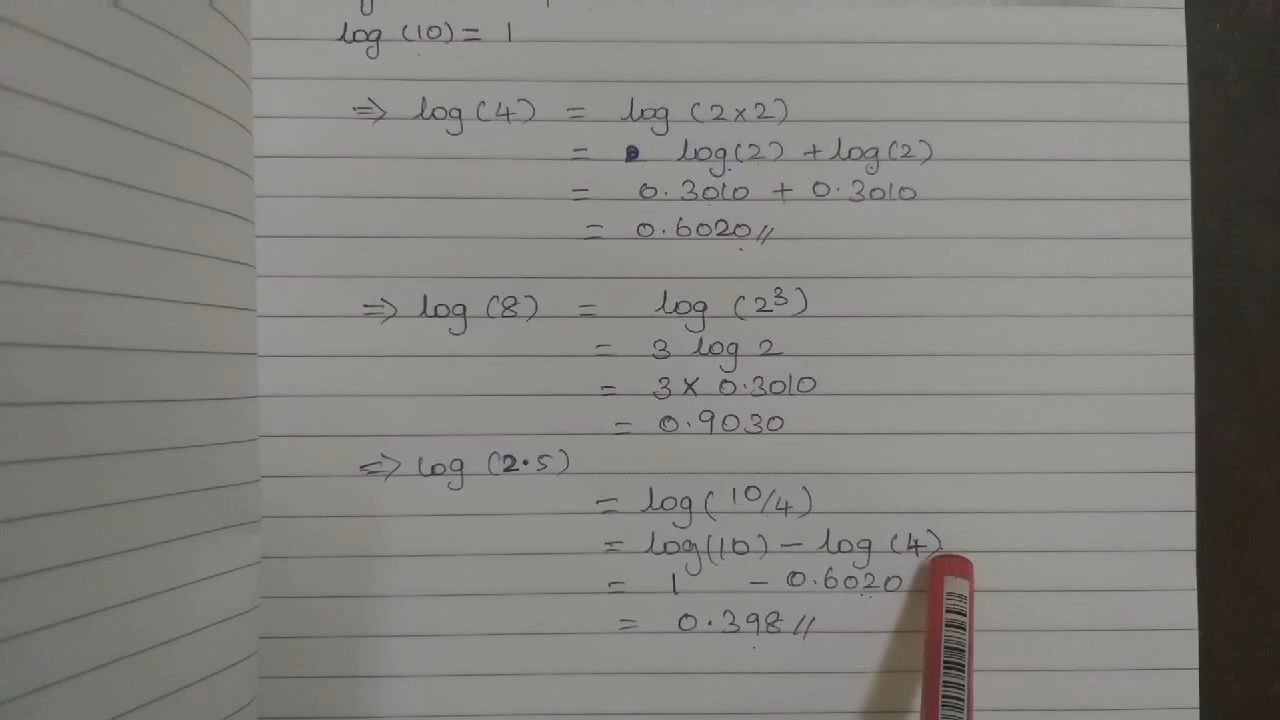 log (10) = 1
⇒ log (4) = log (2 × 2)
= log(2) + log(2)
= 0.3010 + 0.3010
= 0.6020 //
⇒ log (8) = log (2³)
= 3 log 2
= 3 × 0.3010
= 0.9030
⇒ log (2.5)
= log( 10/4 )
= log(10) − log (4)
= 1 − 0.6020
= 0.398 //